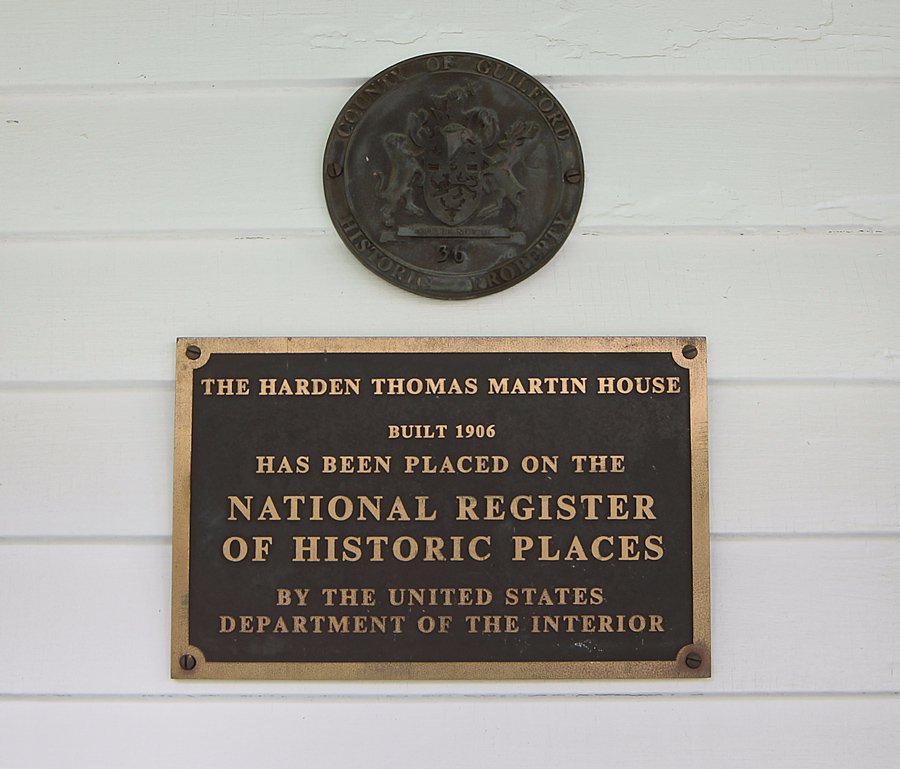 COUNTY OF GUILFORD
36
HISTORIC PROPERTY
THE HARDEN THOMAS MARTIN HOUSE
BUILT 1906
HAS BEEN PLACED ON THE
NATIONAL REGISTER
OF HISTORIC PLACES
BY THE UNITED STATES
DEPARTMENT OF THE INTERIOR